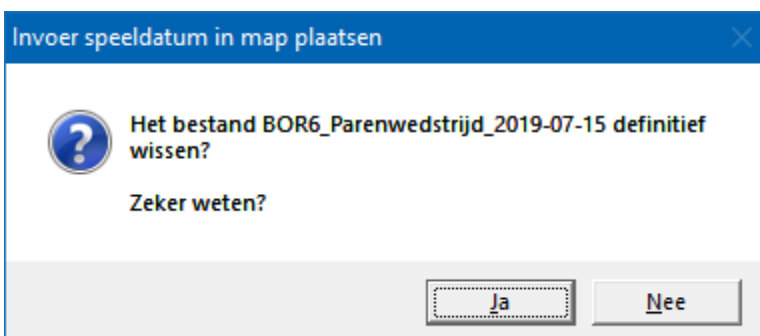 Invoer speeldatum in map plaatsen
Het bestand BOR6_Parenwedstrijd_2019-07-15 definitief
wissen?
Zeker weten?
Ja
Nee